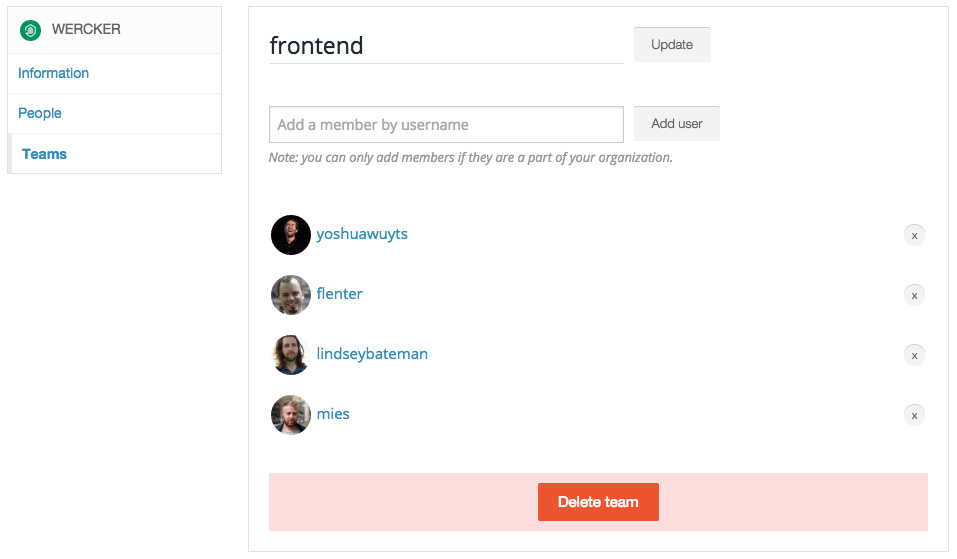 WERCKER
Information
People
Teams
frontend
Update
Add a member by username
Add user
Note: you can only add members if they are a part of your organization.
yoshuawuyts
x
flenter
x
lindseybateman
x
mies
x
Delete team